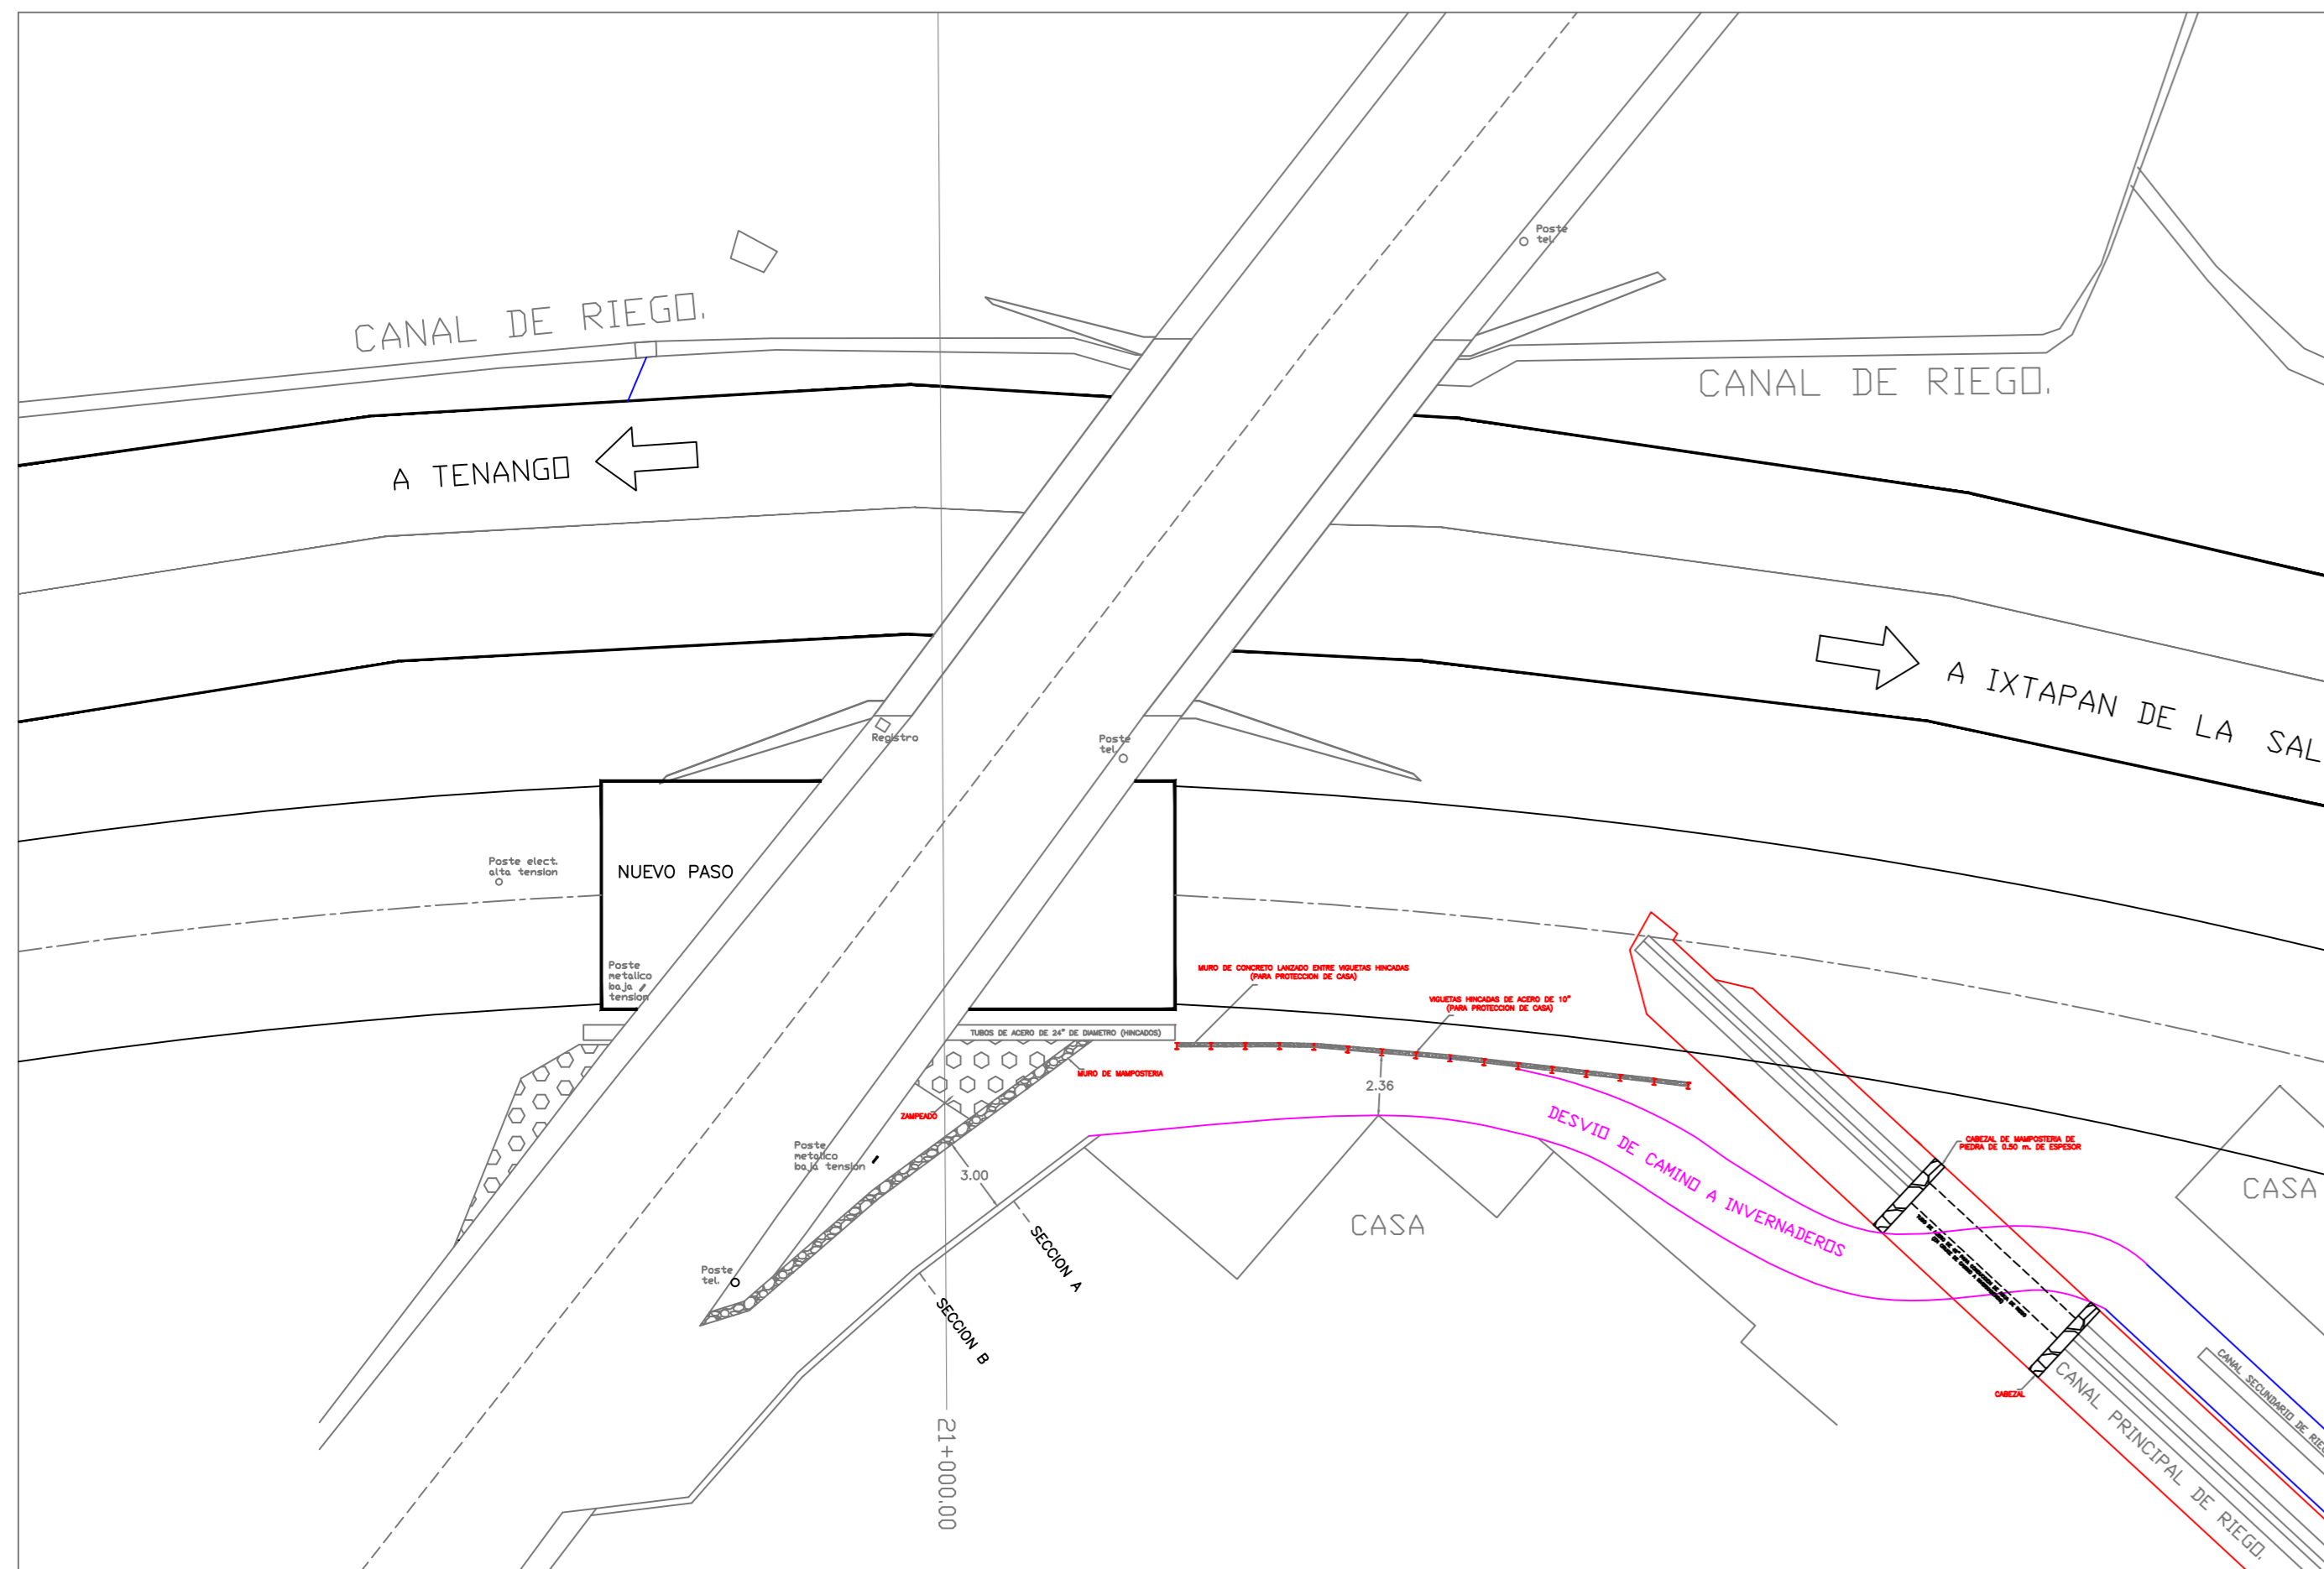 Poste
tel.
CANAL DE RIEGO.
CANAL DE RIEGO.
A TENANGO
A IXTAPAN DE LA SAL
Registro
Poste
tel.
Poste elect.
alta tension
NUEVO PASO
Poste
metalico
baja
tension
MURO DE CONCRETO LANZADO ENTRE VIGUETAS HINCADAS
(PARA PROTECCION DE CASA)
VIGUETAS HINCADAS DE ACERO DE 10"
(PARA PROTECCION DE CASA)
TUBOS DE ACERO DE 24" DE DIAMETRO (HINCADOS)
MURO DE MAMPOSTERIA
2.36
ZAMPEADO
DESVIO DE CAMINO A INVERNADEROS
CABEZAL DE MAMPOSTERIA DE
PIEDRA DE 0.50 m. DE ESPESOR
Poste
metalico
baja tension
3.00
CASA
CASA
SECCION A
Poste
tel.
SECCION B
CABEZAL
CANAL SECUNDARIO DE RIEG
CANAL PRINCIPAL DE RIEGO.
21+000.00